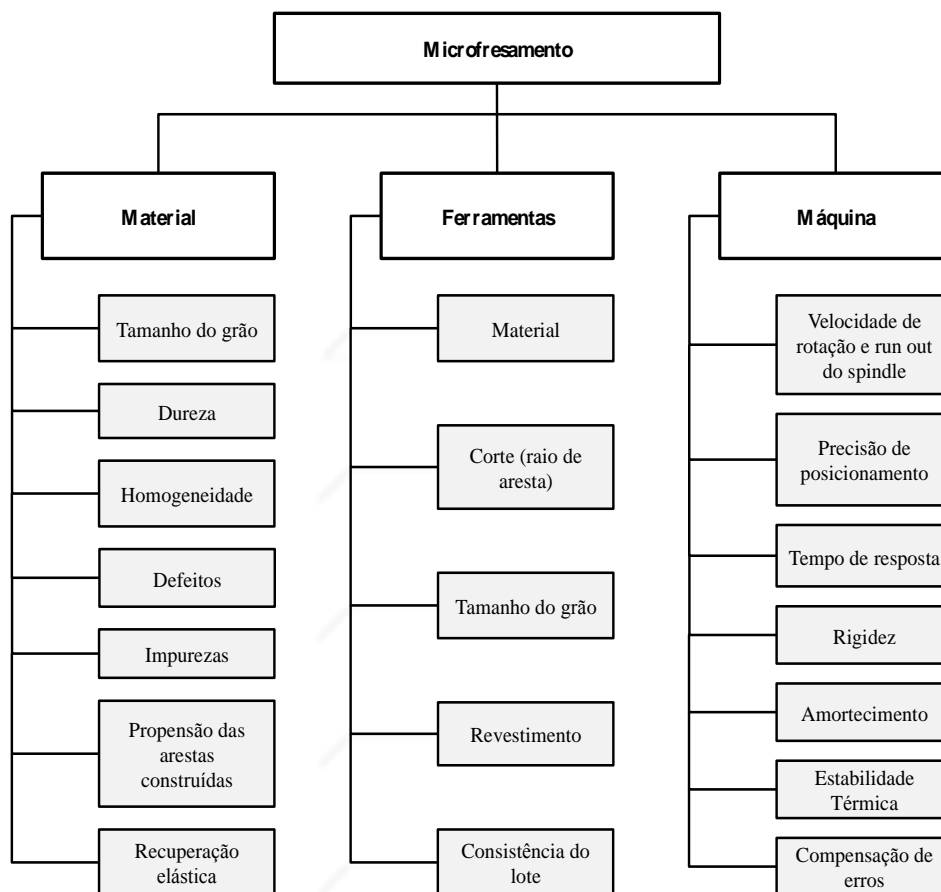 Microfresamento
Material
Ferramentas
Máquina
Tamanho do grão
Dureza
Homogeneidade
Defeitos
Impurezas
Propensão das
arestas
construídas
Recuperação
elástica
Material
Corte (raio de
aresta)
Tamanho do grão
Revestimento
Consistência do
lote
Velocidade de
rotação e run out
do spindle
Precisão de
posicionamento
Tempo de resposta
Rigidez
Amortecimento
Estabilidade
Térmica
Compensação de
erros